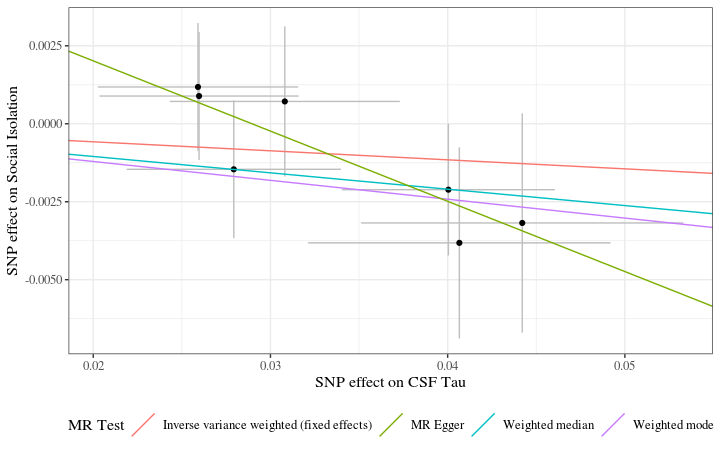 SNP effect on Social Isolation
0.0025
0.0000
-0.0025
-0.0050
0.02
0.03
0.04
0.05
SNP effect on CSF Tau
MR Test
Inverse variance weighted (fixed effects)
MR Egger
Weighted median
Weighted mode